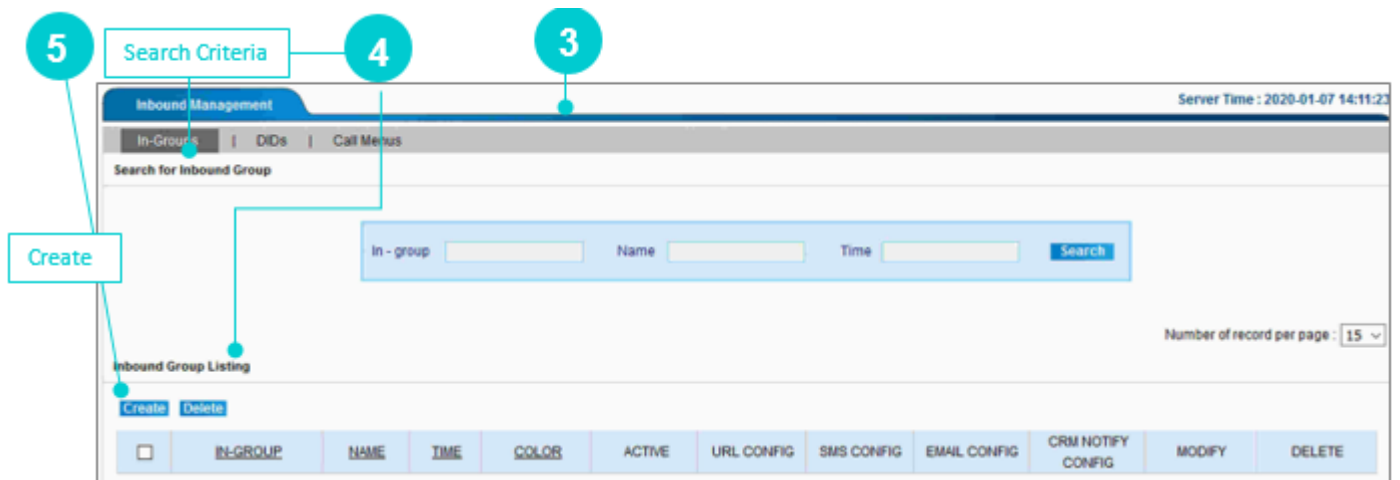 5
Search Criteria
4
3
Inbound Management
Server Time : 2020-01-07 14:11:23
In-Groups | DIDs | Call Menus
Search for Inbound Group
Create
In - group Name Time Search
Number of record per page : 15
Inbound Group Listing
Create Delete
IN-GROUP NAME TIME COLOR ACTIVE URL CONFIG SMS CONFIG EMAIL CONFIG CRM NOTIFY CONFIG MODIFY DELETE